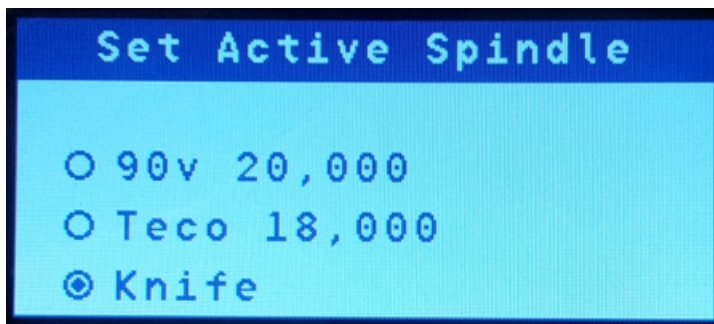 Set Active Spindle
90v 20,000
Teco 18,000
Knife